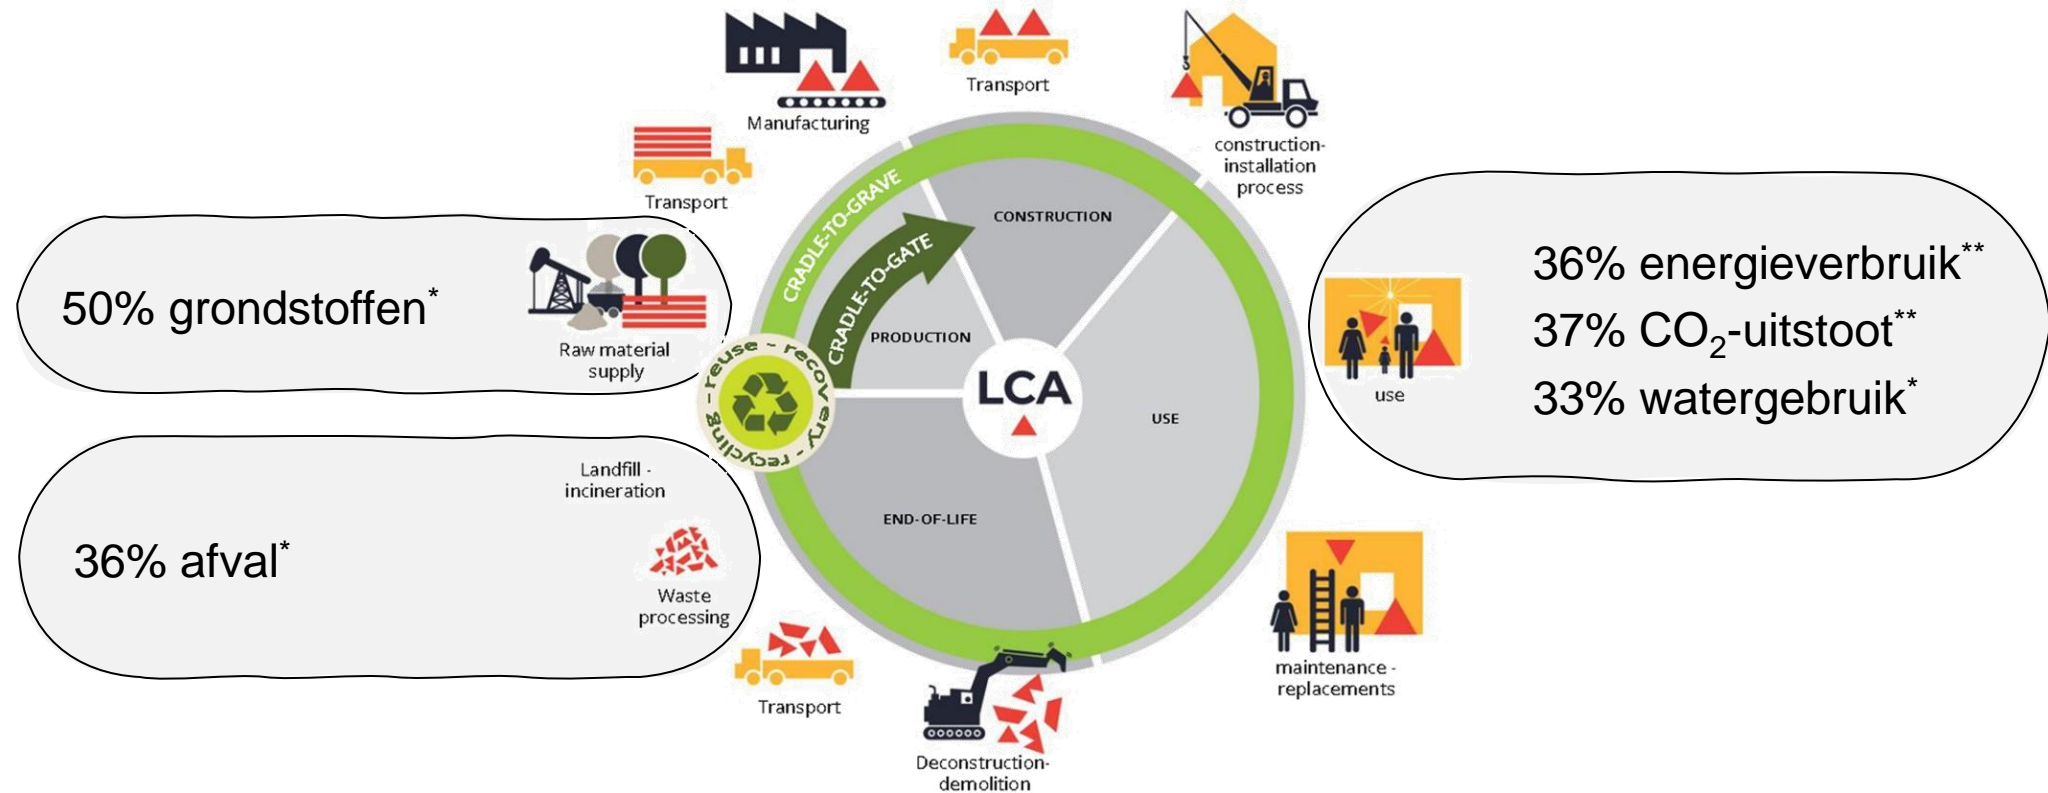 Transport
Manufacturing
Transport
construction-
installation
process
50% grondstoffen*
Raw material
supply
CRADLE-TO-GRAVE
CRADLE-TO-GATE
CONSTRUCTION
PRODUCTION
LCA
USE
END-OF-LIFE
- reuse - recovery - recycling
36% energieverbruik**
37% CO₂-uitstoot**
33% watergebruik*
use
Landfill -
incineration
36% afval*
Waste
processing
Transport
Deconstruction-
demolition
maintenance -
replacements